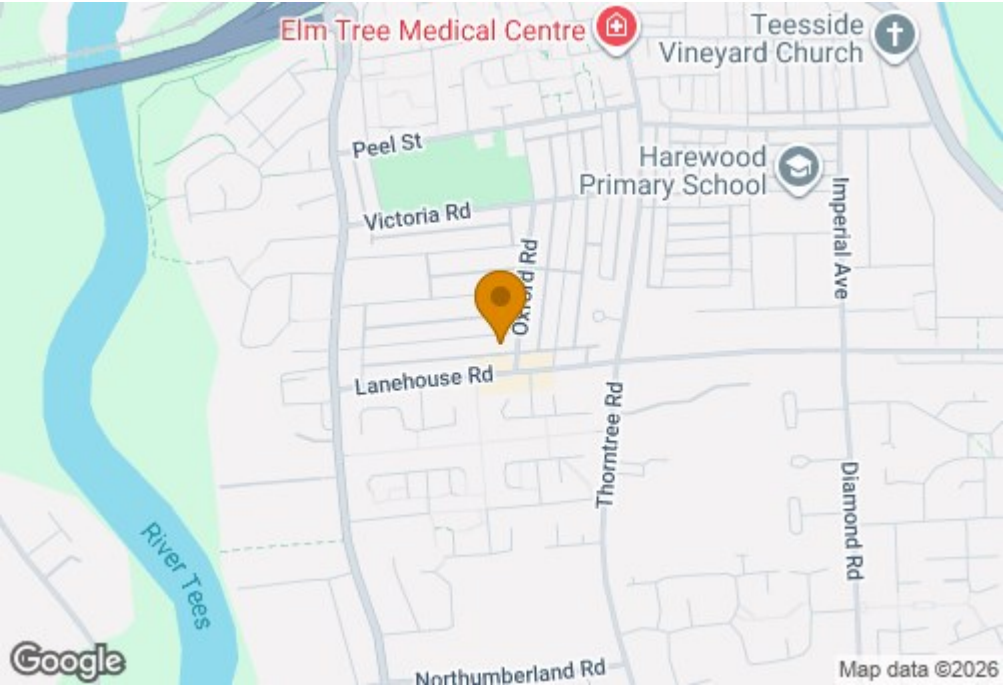 Elm Tree Medical Centre
Teesside
Vineyard Church
Peel St
Harewood
Primary School
Victoria Rd
Imperial Ave
Oxford Rd
Lanehouse Rd
Thorntree Rd
Diamond Rd
River Tees
Northumberland Rd
Google
Map data ©2026